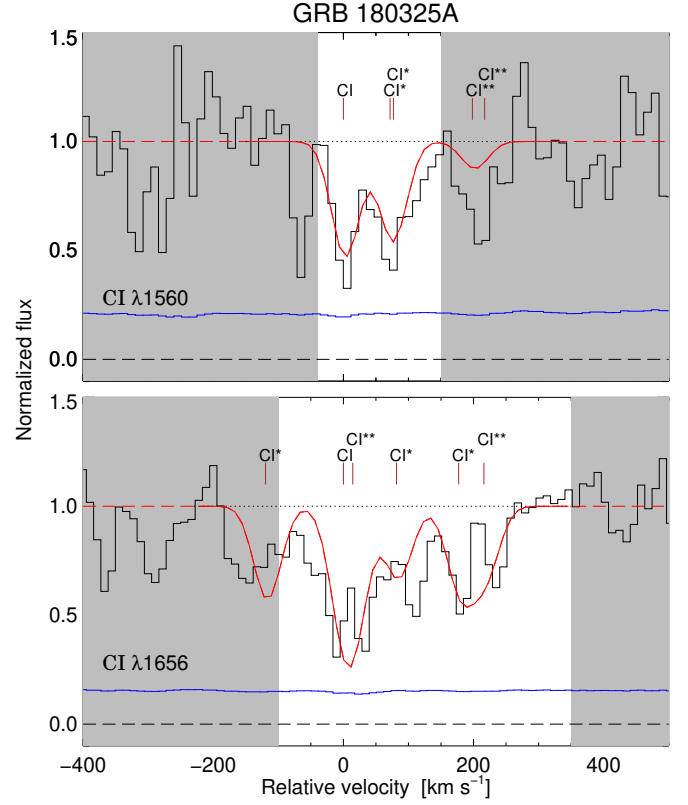 GRB 180325A
1.5
CI*
CI**
CI
CI*
CI**
1.0
0.5
CI λ1560
0.0
Normalized flux
1.5
CI**
CI**
CI*
CI
CI*
CI*
1.0
0.5
CI λ1656
0.0
−400
−200
0
200
400
Relative velocity [km s⁻¹]